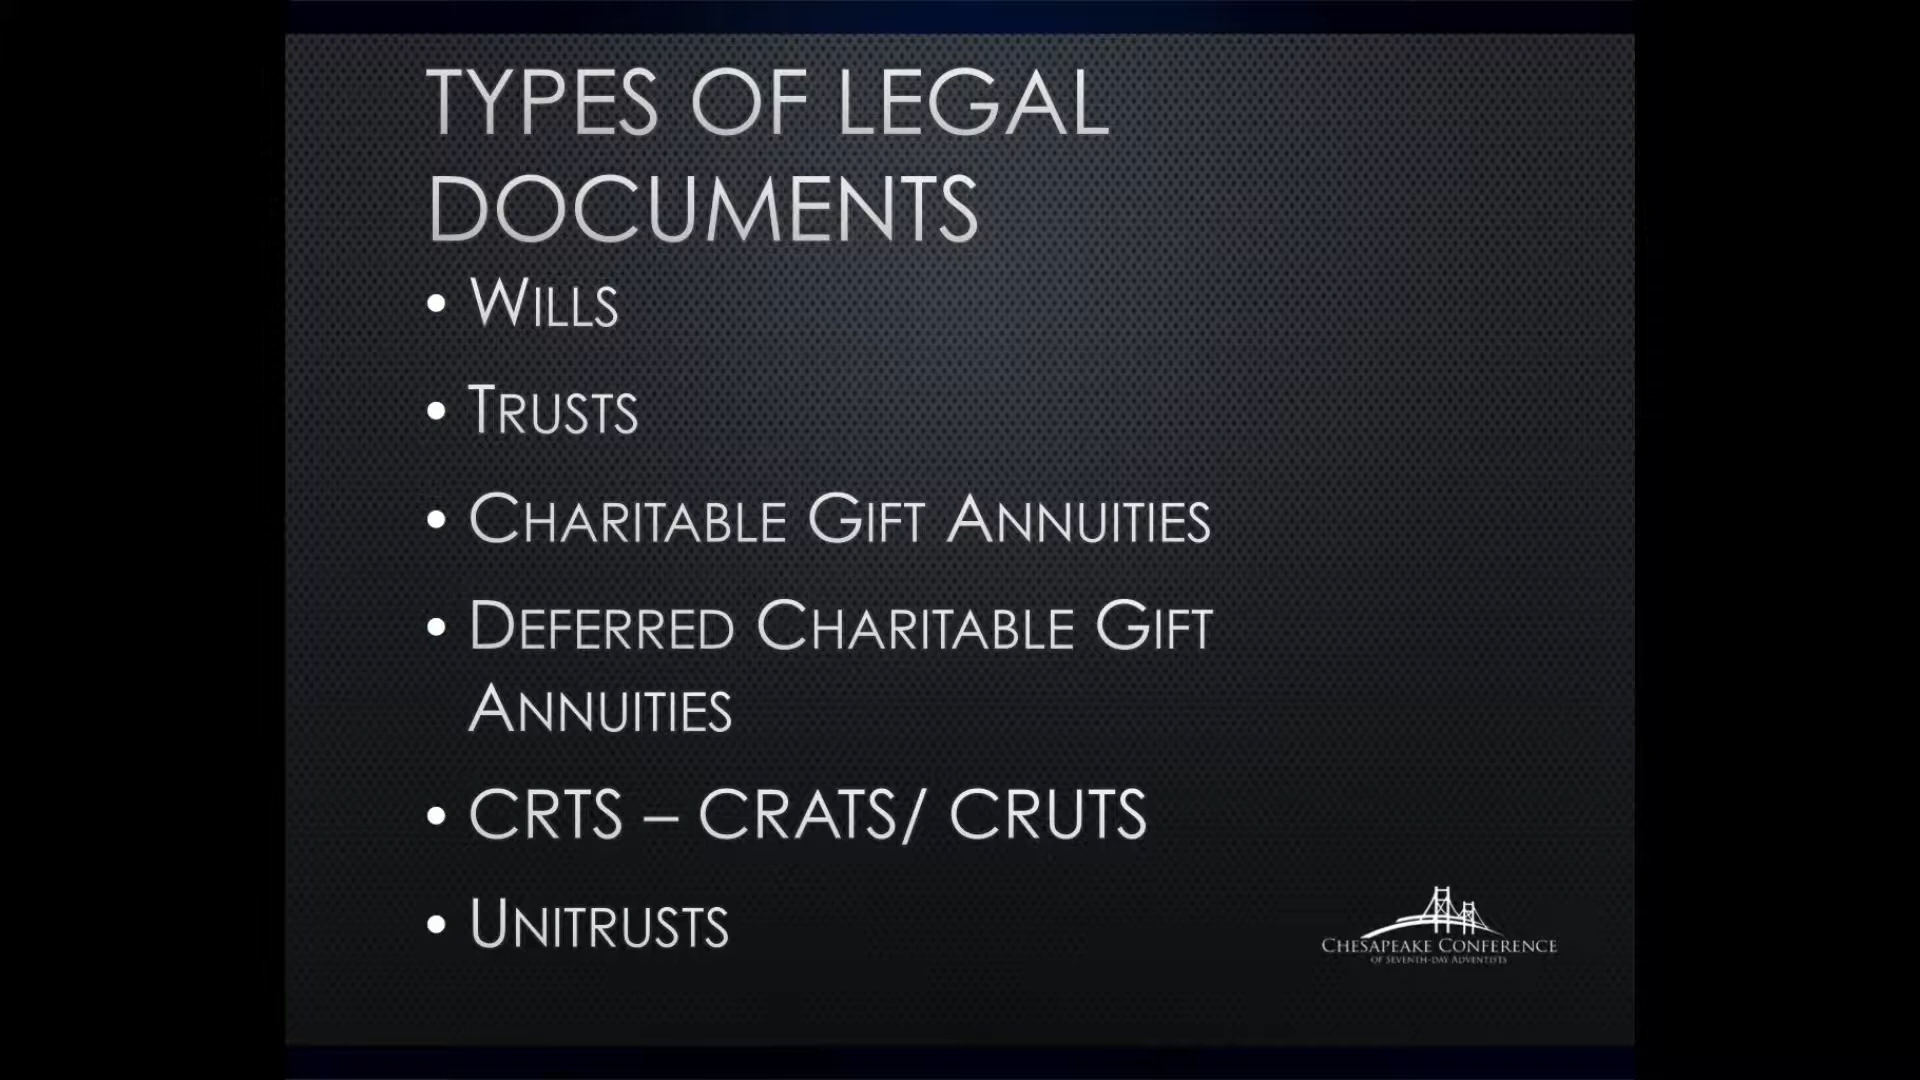 TYPES OF LEGAL
DOCUMENTS
• WILLS
• TRUSTS
• CHARITABLE GIFT ANNUITIES
• DEFERRED CHARITABLE GIFT
ANNUITIES
• CRTS – CRATS/ CRUTS
• UNITRUSTS
CHESAPEAKE CONFERENCE
OF SEVENTH-DAY ADVENTISTS